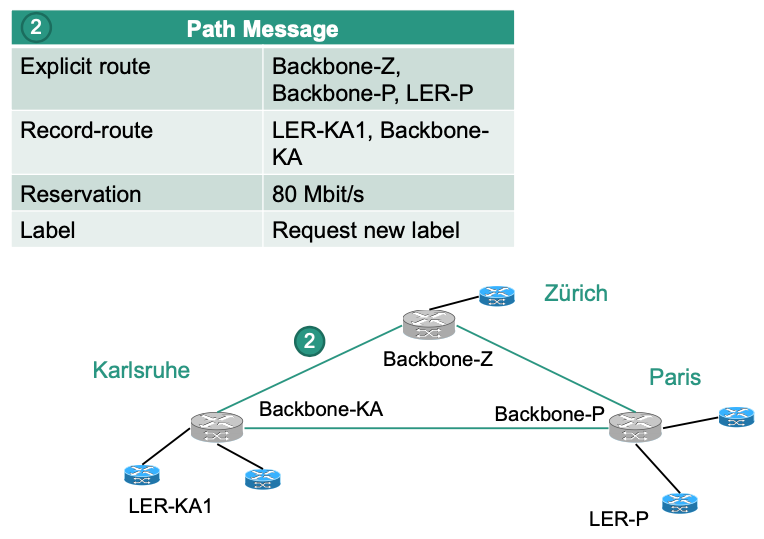 2
Path Message
Explicit route
Backbone-Z,
Backbone-P, LER-P
Record-route
LER-KA1, Backbone-
KA
Reservation
80 Mbit/s
Label
Request new label
Zürich
2
Backbone-Z
Karlsruhe
Paris
Backbone-KA
Backbone-P
LER-KA1
LER-P